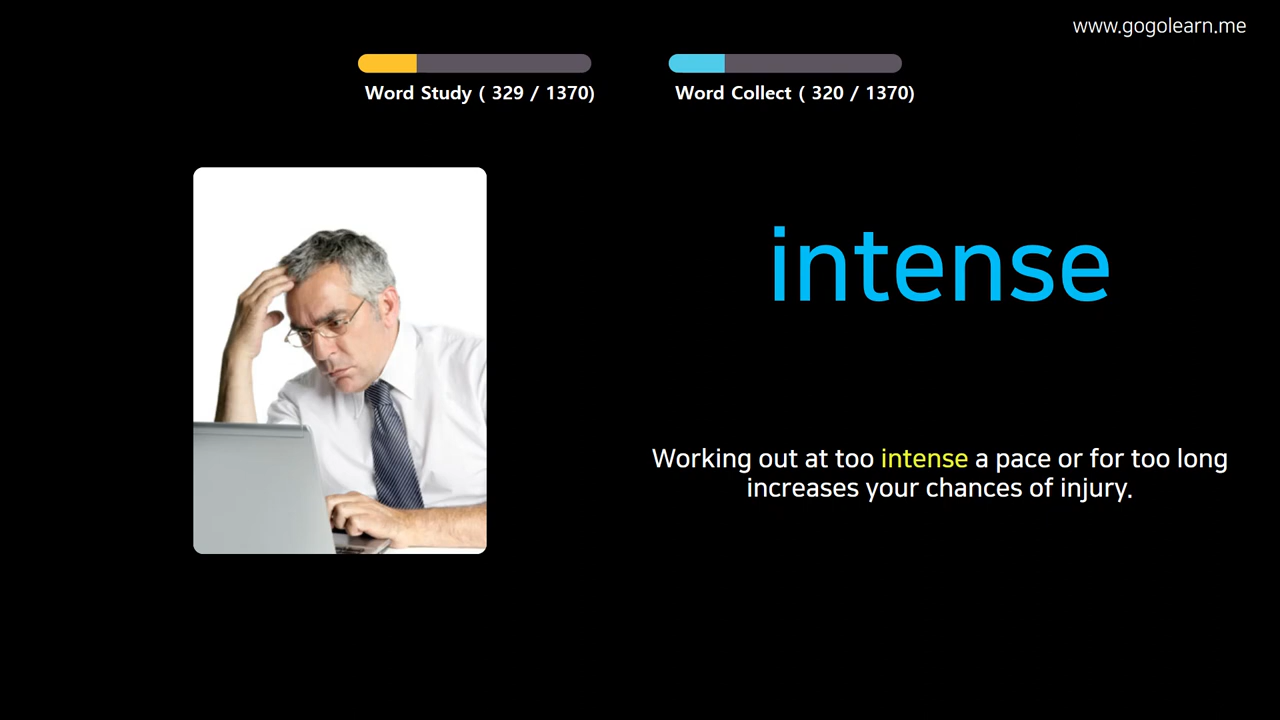 www.gogolearn.me
Word Study ( 329 / 1370)
Word Collect ( 320 / 1370)
intense
Working out at too intense a pace or for too long
increases your chances of injury.